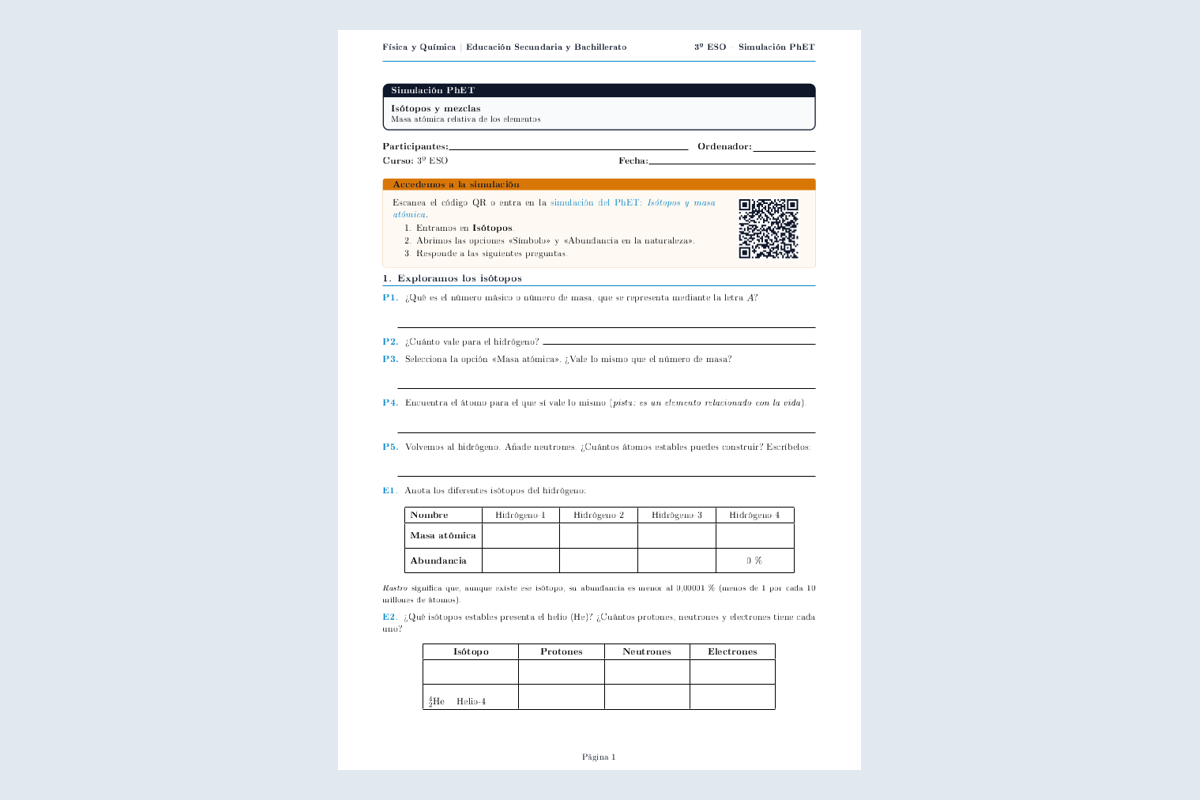 Física y Química | Educación Secundaria y Bachillerato
3º ESO – Simulación PhET
Simulación PhET
Isótopos y mezclas
Masa atómica relativa de los elementos
Participantes:
Ordenador:
Curso: 3º ESO
Fecha:
Accedemos a la simulación
Escanea el código QR o entra en la simulación del PhET: Isótopos y masa
atómica.
1. Entramos en Isótopos.
2. Abrimos las opciones «Símbolo» y «Abundancia en la naturaleza».
3. Responde a las siguientes preguntas.
1. Exploramos los isótopos
P1. ¿Qué es el número másico o número de masa, que se representa mediante la letra A?
P2. ¿Cuánto vale para el hidrógeno?
P3. Selecciona la opción «Masa atómica». ¿Vale lo mismo que el número de masa?
P4. Encuentra el átomo para el que sí vale lo mismo (pista: es un elemento relacionado con la vida).
P5. Volvemos al hidrógeno. Añade neutrones. ¿Cuántos átomos estables puedes construir? Escríbelos:
E1. Anota los diferentes isótopos del hidrógeno:
Nombre Hidrógeno-1 Hidrógeno-2 Hidrógeno-3 Hidrógeno-4
Masa atómica
Abundancia 0 %
Rastro significa que, aunque existe ese isótopo, su abundancia es menor al 0,00001 % (menos de 1 por cada 10
millones de átomos).
E2. ¿Qué isótopos estables presenta el helio (He)? ¿Cuántos protones, neutrones y electrones tiene cada
uno?
Isótopo Protones Neutrones Electrones
⁴₂He Helio-4
Página 1